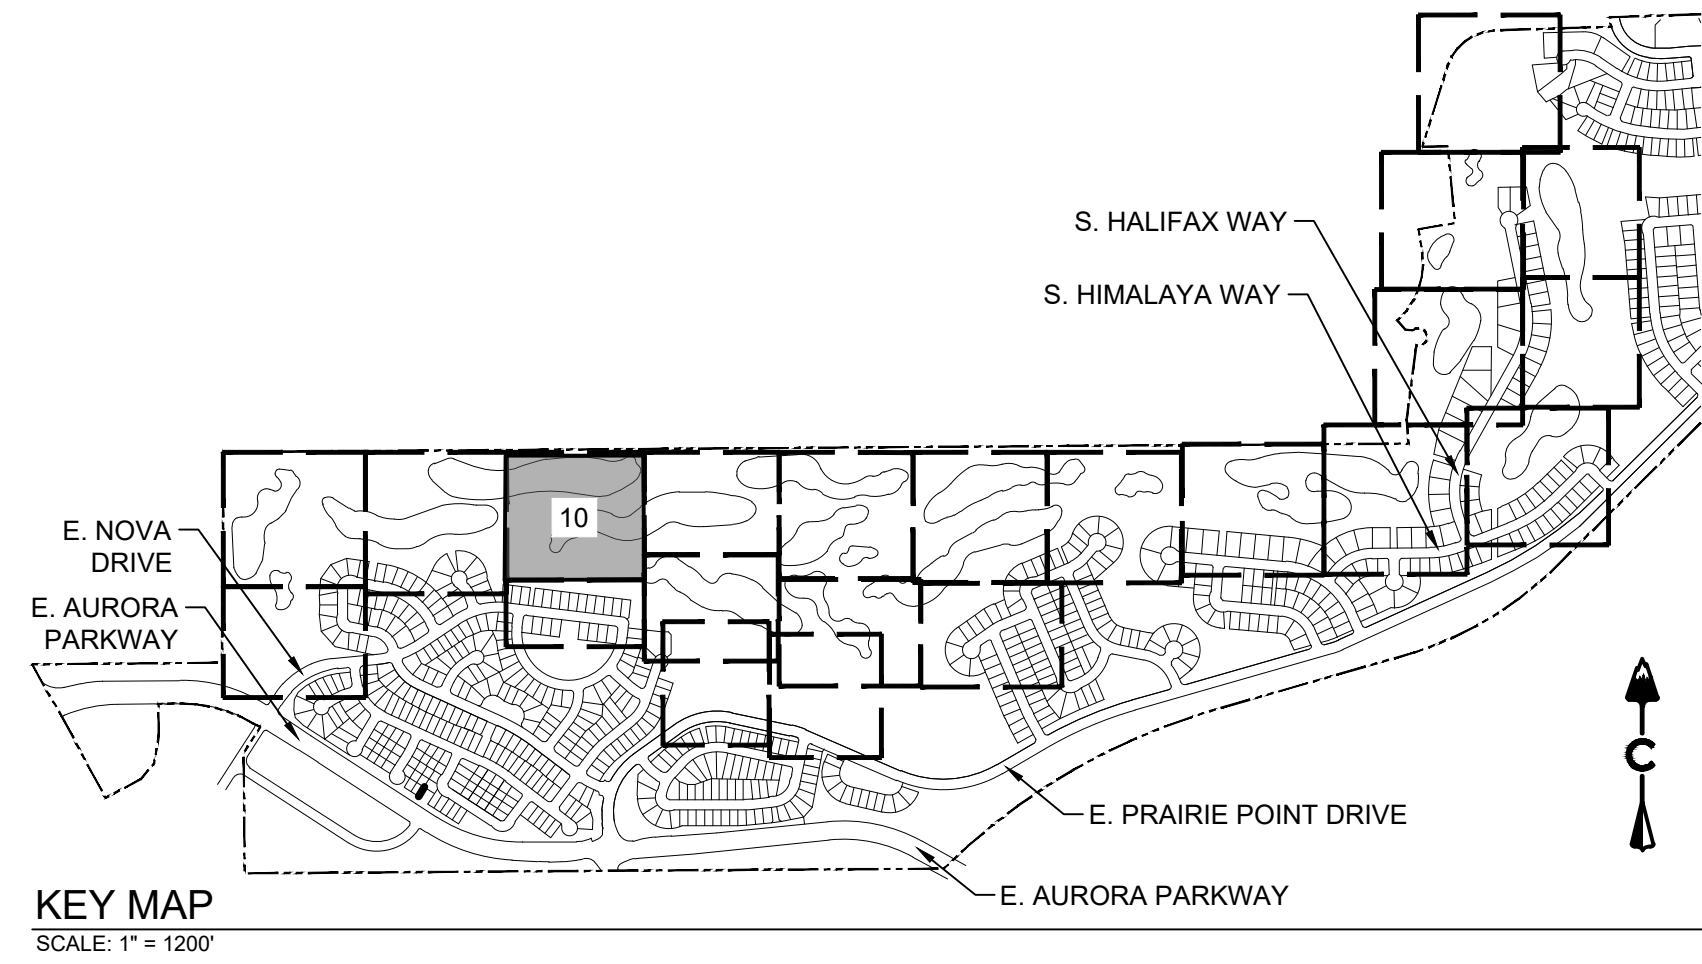 S. HALIFAX WAY
S. HIMALAYA WAY
10
E. NOVA
DRIVE
E. AURORA
PARKWAY
E. PRAIRIE POINT DRIVE
E. AURORA PARKWAY
C
KEY MAP
SCALE: 1" = 1200'